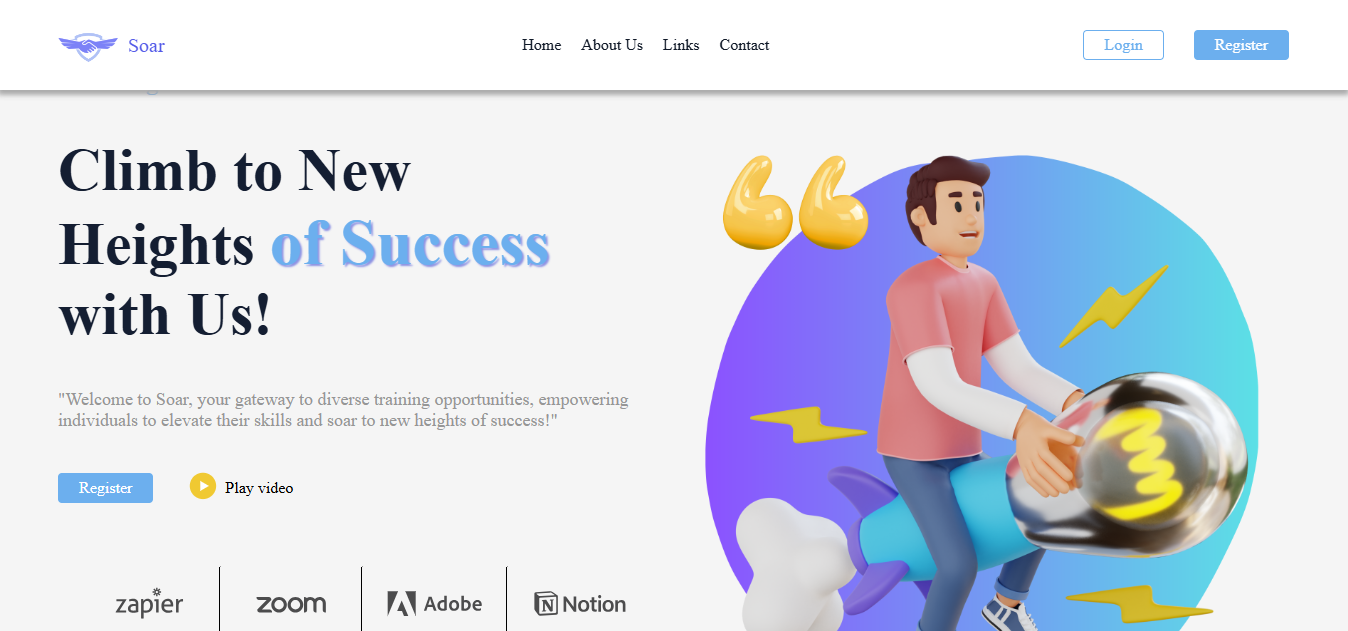 Soar
Home About Us Links Contact
Login
Register
Climb to New
Heights of Success
with Us!
"Welcome to Soar, your gateway to diverse training opportunities, empowering
individuals to elevate their skills and soar to new heights of success!"
Register
Play video
zapier
zoom
Adobe
Notion